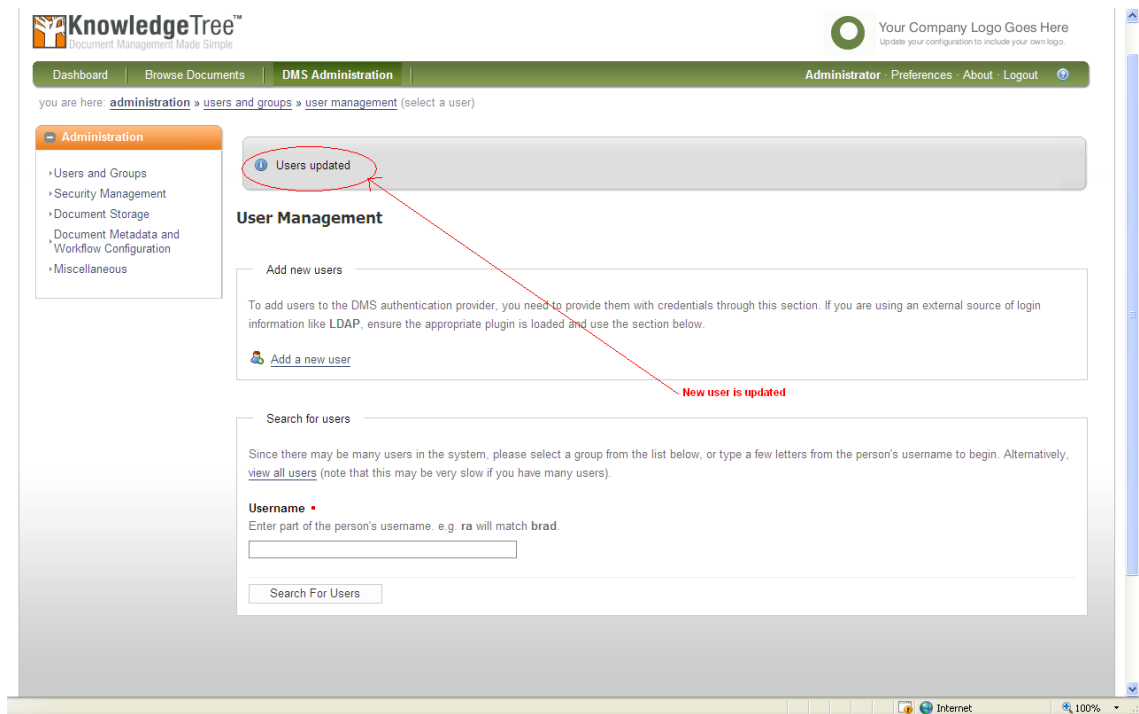 KnowledgeTree™
Document Management Made Simple
Your Company Logo Goes Here
Update your configuration to include your own logo.
Dashboard Browse Documents DMS Administration Administrator · Preferences · About · Logout ?
you are here: administration » users and groups » user management (select a user)
Administration
Users and Groups
Security Management
Document Storage
Document Metadata and
Workflow Configuration
Miscellaneous
i Users updated
User Management
Add new users
To add users to the DMS authentication provider, you need to provide them with credentials through this section. If you are using an external source of login
information like LDAP, ensure the appropriate plugin is loaded and use the section below.
Add a new user
New user is updated
Search for users
Since there may be many users in the system, please select a group from the list below, or type a few letters from the person's username to begin. Alternatively,
view all users (note that this may be very slow if you have many users).
Username
Enter part of the person's username. e.g. ra will match brad.
Search For Users
Internet 100%